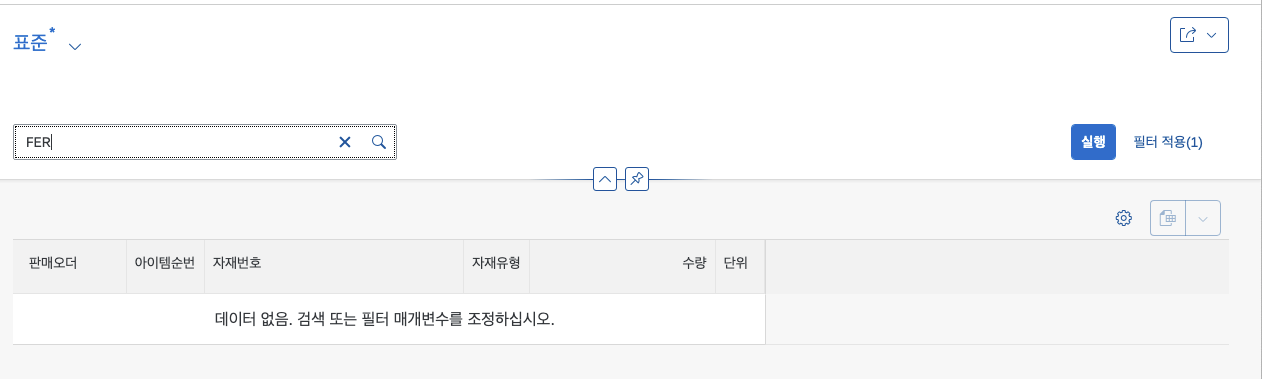 표준*
FER
실행 필터 적용(1)
판매오더 아이템순번 자재번호 자재유형 수량 단위
데이터 없음. 검색 또는 필터 매개변수를 조정하십시오.